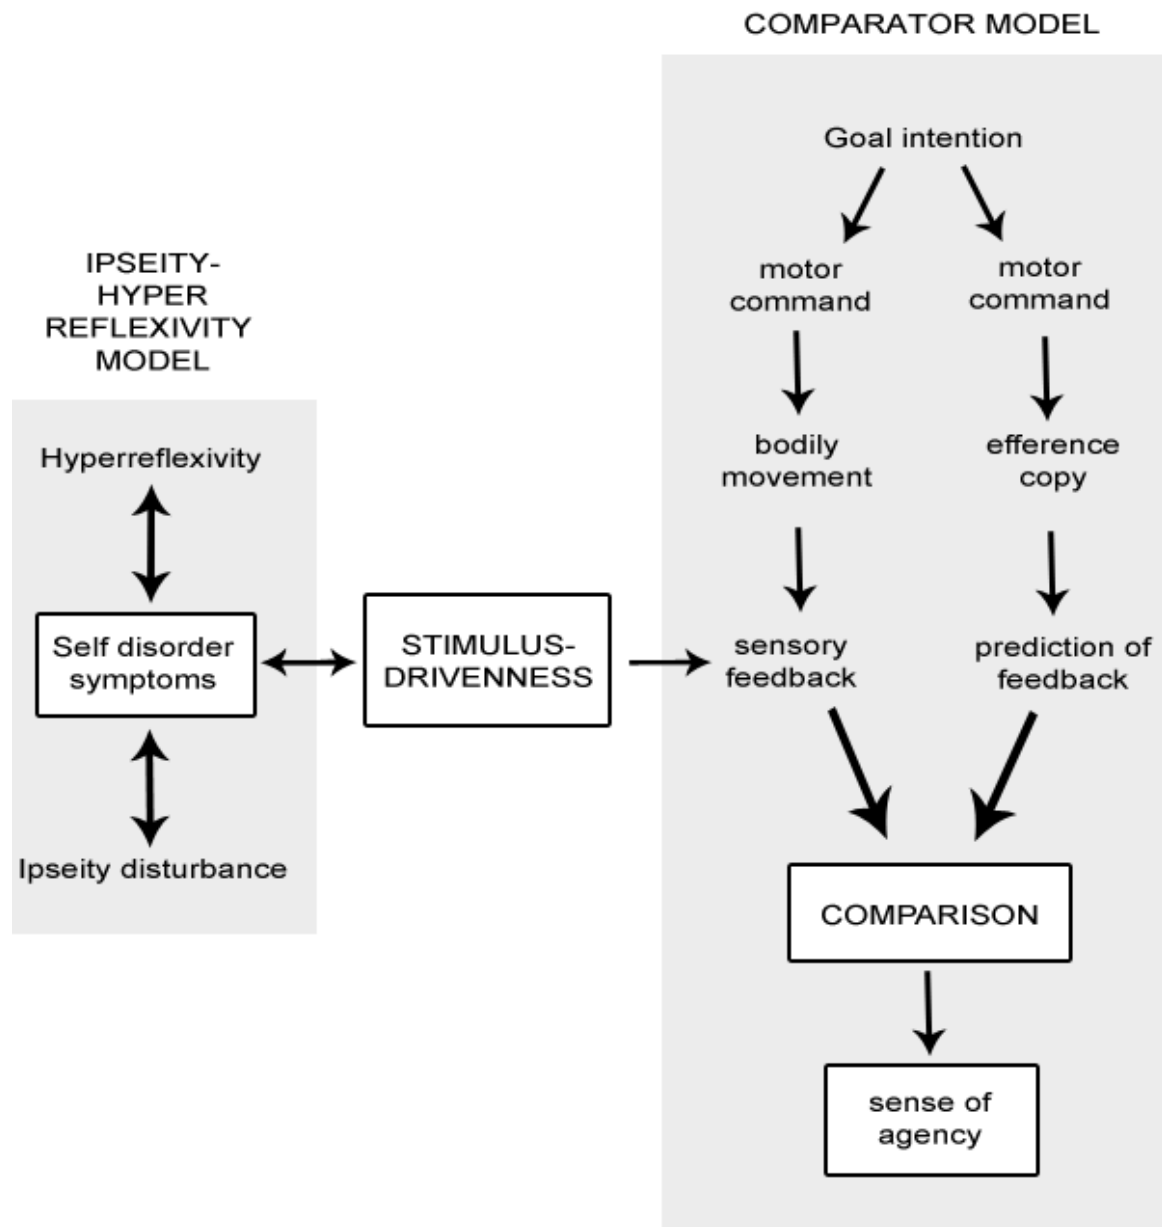 COMPARATOR MODEL
Goal intention
motor
command
motor
command
bodily
movement
efference
copy
sensory
feedback
prediction of
feedback
COMPARISON
sense of
agency
IPSEITY-
HYPER
REFLEXIVITY
MODEL
Hyperreflexivity
Self disorder
symptoms
Ipseity disturbance
STIMULUS-
DRIVENNESS